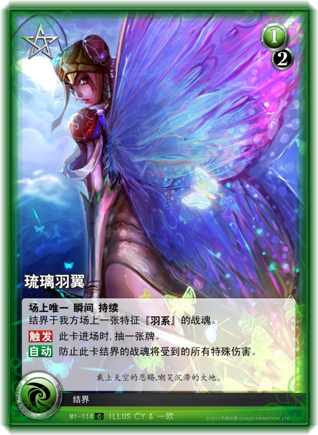 1
2
琉璃羽翼
场上唯一 瞬间 持续
结界于我方场上一张特征『羽系』的战魂。
触发 此卡进场时,抽一张牌。
自动 防止此卡结界的战魂将受到的所有特殊伤害。
戴上天空的恩赐,嘲笑沉滞的大地。
结界
M1-114 C ILLUS CY & 一欧